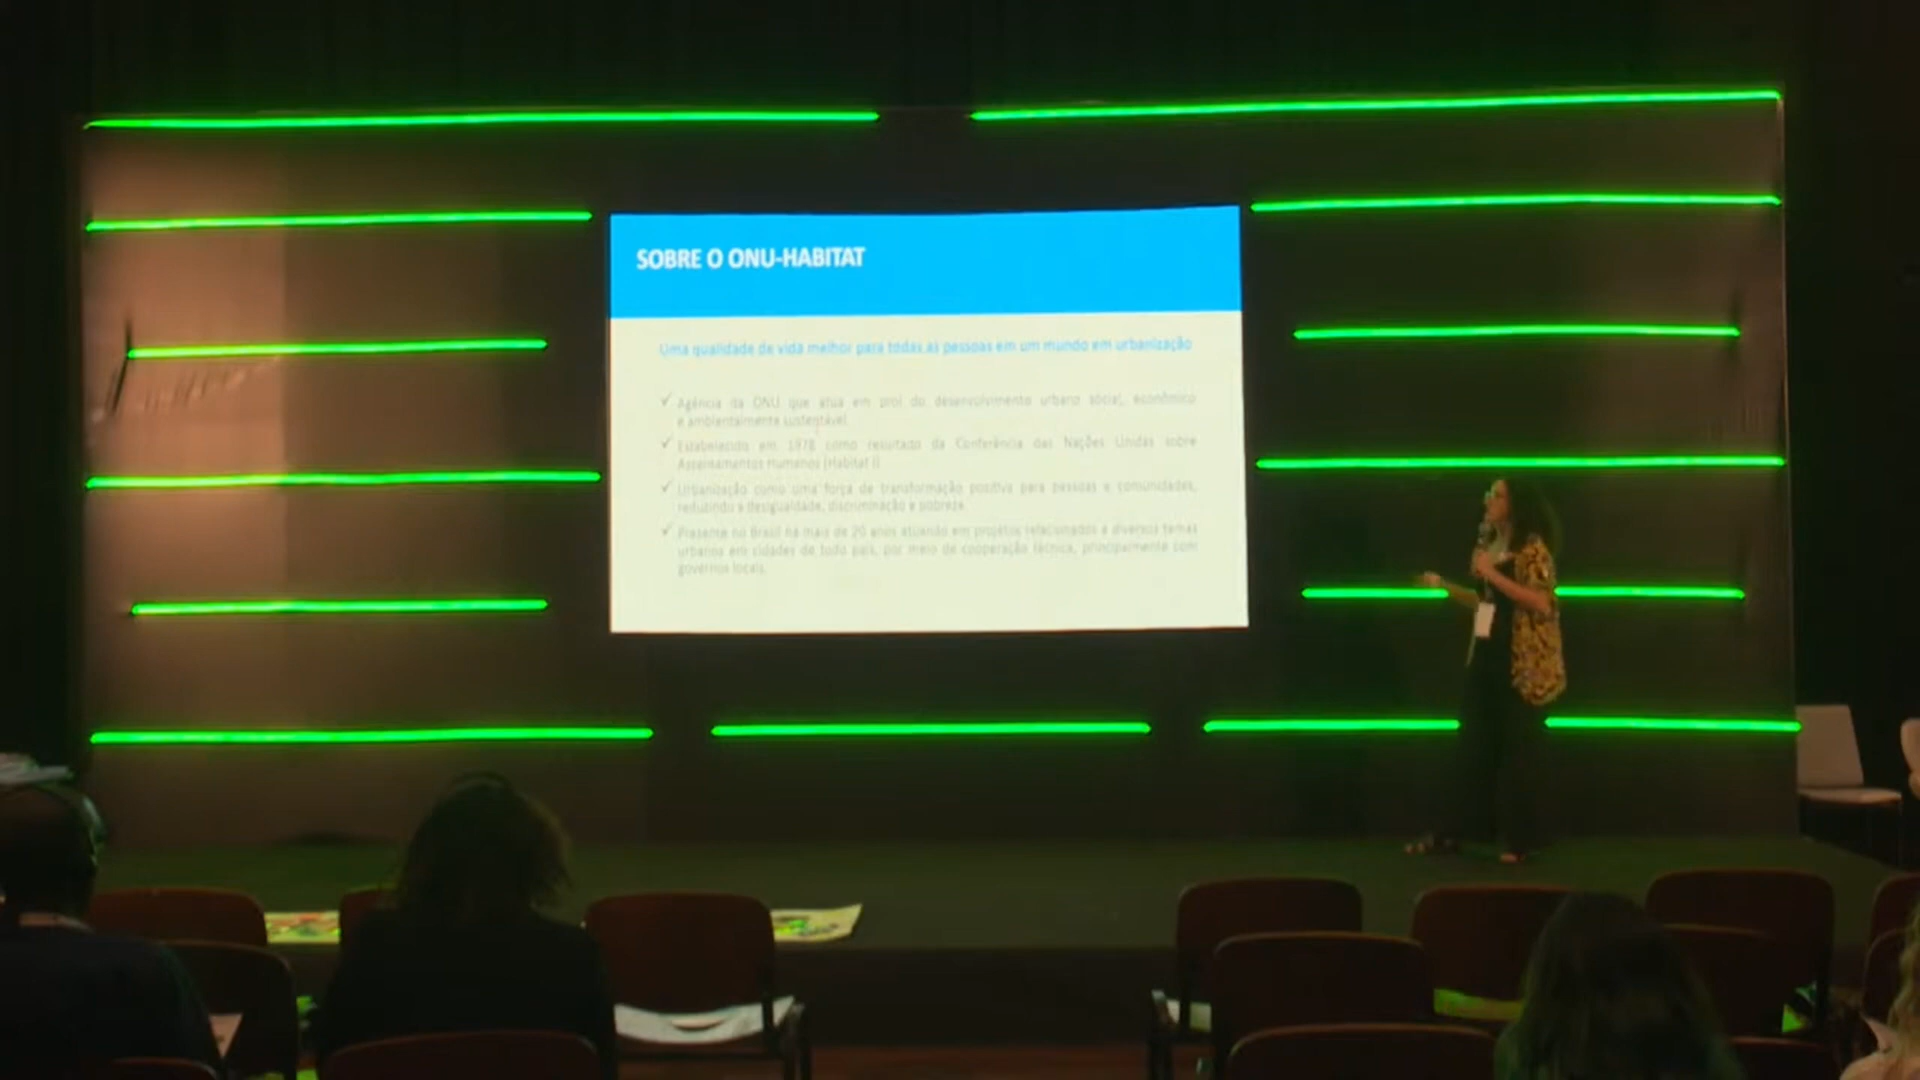 SOBRE O ONU-HABITAT
Uma qualidade de vida melhor para todas as pessoas em um mundo em urbanização
Agência da ONU que atua em prol do desenvolvimento urbano social, econômico
e ambientalmente sustentável
Estabelecido em 1978 como resultado da Conferência das Nações Unidas sobre
Assentamentos Humanos (Habitat I)
Urbanização como uma força de transformação positiva para pessoas e comunidades,
reduzindo a desigualdade, discriminação e pobreza
Presente no Brasil há mais de 20 anos atuando em projetos relacionados a diversos temas
urbanos em cidades de todo país, por meio de cooperação técnica, principalmente com
governos locais.